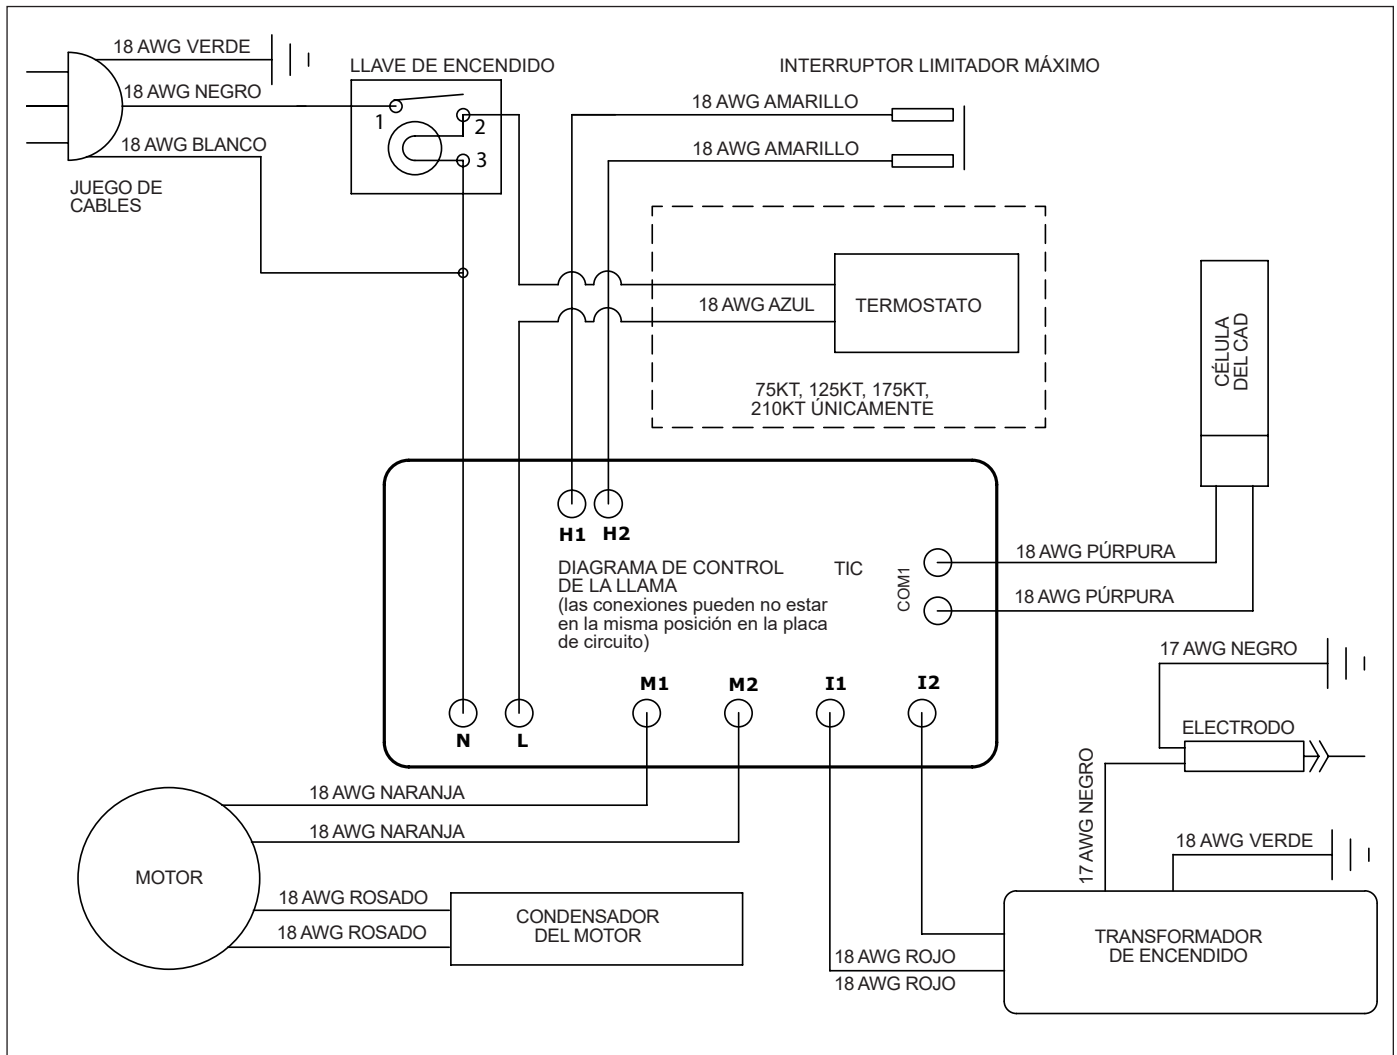 18 AWG VERDE
LLAVE DE ENCENDIDO
INTERRUPTOR LIMITADOR MÁXIMO
18 AWG NEGRO
18 AWG AMARILLO
1
2
3
18 AWG BLANCO
18 AWG AMARILLO
JUEGO DE
CABLES
18 AWG AZUL
TERMOSTATO
75KT, 125KT, 175KT,
210KT ÚNICAMENTE
CÉLULA
DEL CAD
H1
H2
DIAGRAMA DE CONTROL
DE LA LLAMA
(las conexiones pueden no estar
en la misma posición en la placa
de circuito)
TIC
COM1
18 AWG PÚRPURA
18 AWG PÚRPURA
M1
M2
I1
I2
N
L
17 AWG NEGRO
ELECTRODO
17 AWG NEGRO
18 AWG VERDE
18 AWG NARANJA
18 AWG NARANJA
MOTOR
18 AWG ROSADO
18 AWG ROSADO
CONDENSADOR
DEL MOTOR
18 AWG ROJO
18 AWG ROJO
TRANSFORMADOR
DE ENCENDIDO